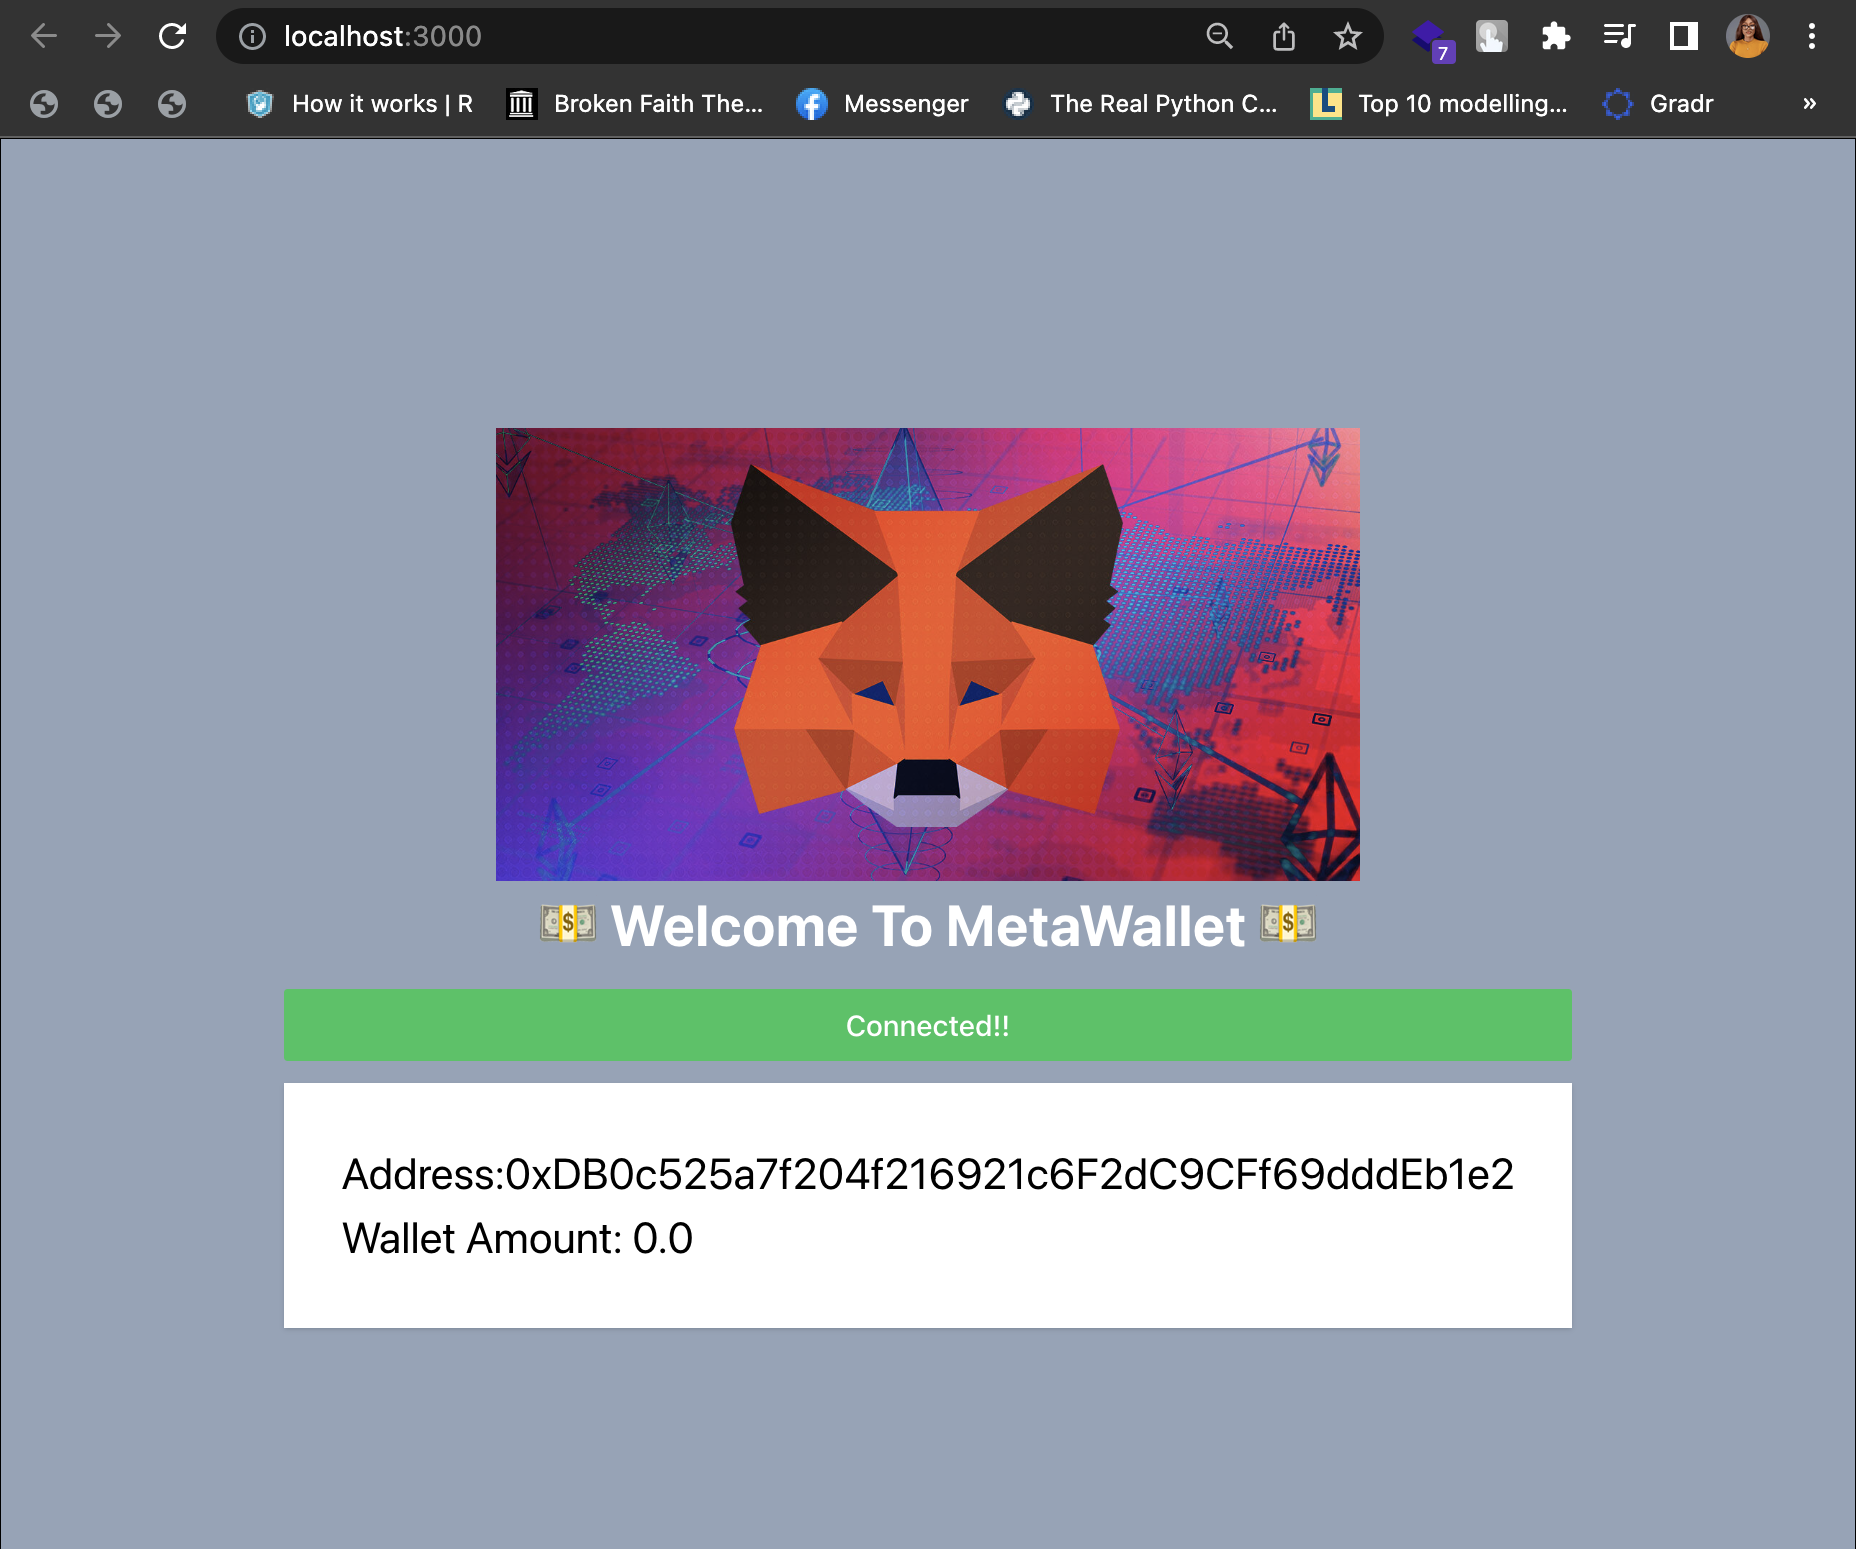 localhost:3000
7
How it works | R
Broken Faith The...
Messenger
The Real Python C...
Top 10 modelling...
Gradr
»
💵 Welcome To MetaWallet 💵
Connected!!
Address:0xDB0c525a7f204f216921c6F2dC9CFf69dddEb1e2
Wallet Amount: 0.0